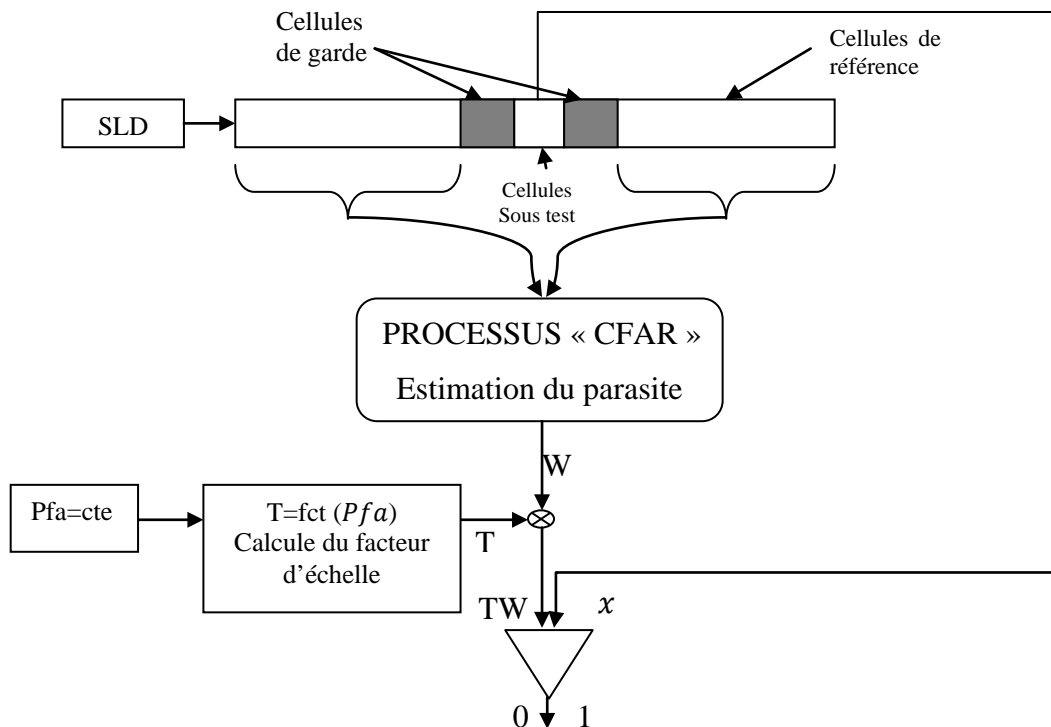 Cellules
de garde
Cellules de
référence
SLD
Cellules
Sous test
PROCESSUS « CFAR »
Estimation du parasite
W
Pfa=cte
T=fct (𝑃𝑓𝑎)
Calcule du facteur
d’échelle
T
TW
𝑥
0
1